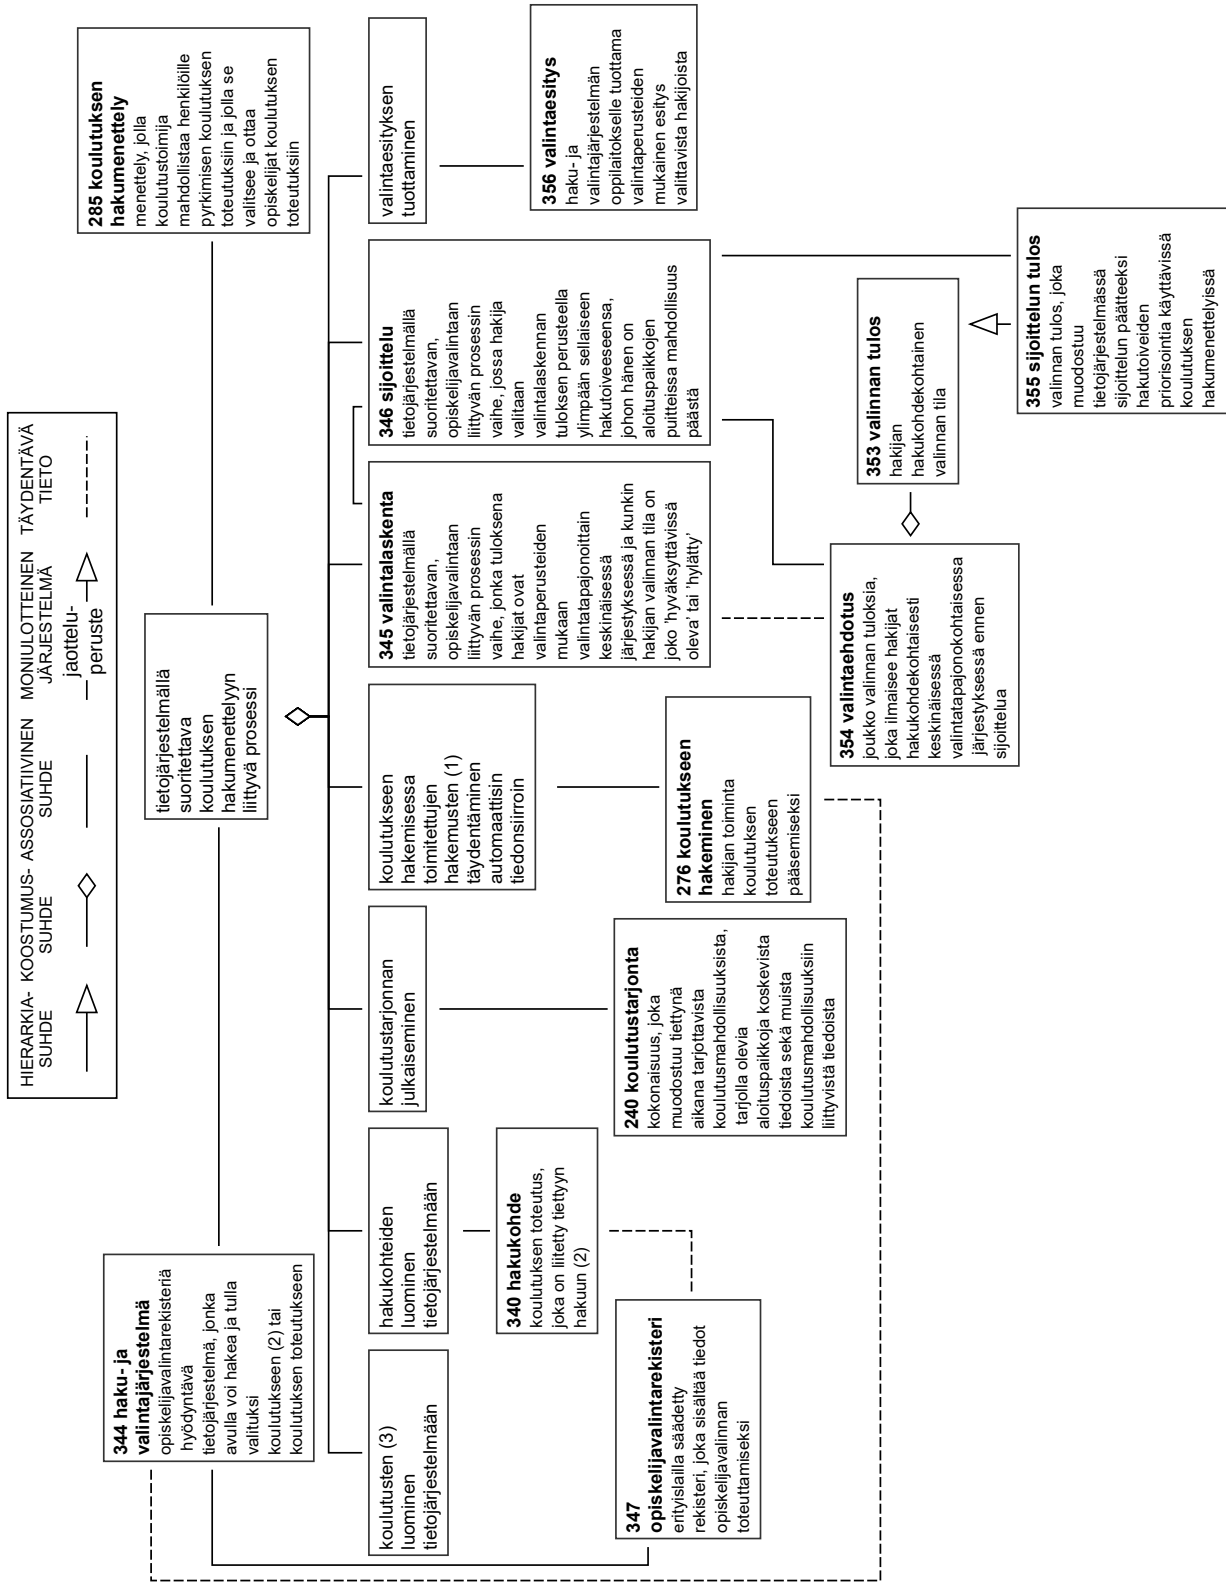 HIERARKIA-
SUHDE
KOOSTUMUS-
SUHDE
ASSOSIATIIVINEN
SUHDE
MONIULOTTEINEN
JÄRJESTELMÄ
TÄYDENTÄVÄ
TIETO
jaottelu-
peruste
344 haku- ja
valintajärjestelmä
opiskelijavalintarekisteriä
hyödyntävä
tietojärjestelmä, jonka
avulla voi hakea ja tulla
valituksi
koulutukseen (2) tai
koulutuksen toteutukseen
tietojärjestelmällä
suoritettava
koulutuksen
hakumenettelyyn
liittyvä prosessi
285 koulutuksen
hakumenettely
menettely, jolla
koulutustoimija
mahdollistaa henkilöille
pyrkimisen koulutuksen
toteutuksiin ja jolla se
valitsee ja ottaa
opiskelijat koulutuksen
toteutuksiin
koulutusten (3)
luominen
tietojärjestelmään
hakukohteiden
luominen
tietojärjestelmään
koulutustarjonnan
julkaiseminen
koulutukseen
hakemisessa
toimitettujen
hakemusten (1)
täydentäminen
automaattisin
tiedonsiirroin
345 valintalaskenta
tietojärjestelmällä
suoritettavan,
opiskelijavalintaan
liittyvän prosessin
vaihe, jonka tuloksena
hakijat ovat
valintaperusteiden
mukaan
valintatapajonoittain
keskinäisessä
järjestyksessä ja kunkin
hakijan valinnan tila on
joko 'hyväksyttävissä
oleva' tai 'hylätty'
346 sijoittelu
tietojärjestelmällä
suoritettavan,
opiskelijavalintaan
liittyvän prosessin
vaihe, jossa hakija
valitaan
valintalaskennan
tuloksen perusteella
ylimpään sellaiseen
hakutoiveeseensa,
johon hänen on
aloituspaikkojen
puitteissa mahdollisuus
päästä
valintaesityksen
tuottaminen
340 hakukohde
koulutuksen toteutus,
joka on liitetty tiettyyn
hakuun (2)
356 valintaesitys
haku- ja
valintajärjestelmän
oppilaitokselle tuottama
valintaperusteiden
mukainen esitys
valittavista hakijoista
347
opiskelijavalintarekisteri
erityislailla säädetty
rekisteri, joka sisältää tiedot
opiskelijavalinnan
toteuttamiseksi
240 koulutustarjonta
kokonaisuus, joka
muodostuu tiettynä
aikana tarjottavista
koulutusmahdollisuuksista,
tarjolla olevia
aloituspaikkoja koskevista
tiedoista sekä muista
koulutusmahdollisuuksiin
liittyvistä tiedoista
276 koulutukseen
hakeminen
hakijan toiminta
koulutuksen
toteutukseen
pääsemiseksi
354 valintaehdotus
joukko valinnan tuloksia,
joka ilmaisee hakijat
hakukohdekohtaisesti
keskinäisessä
valintatapajonokohtaisessa
järjestyksessä ennen
sijoittelua
353 valinnan tulos
hakijan
hakukohdekohtainen
valinnan tila
355 sijoittelun tulos
valinnan tulos, joka
muodostuu
tietojärjestelmässä
sijoittelun päätteeksi
hakutoiveiden
priorisointia käyttävissä
koulutuksen
hakumenettelyissä